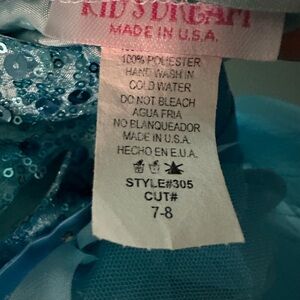 KID'S DREAM
MADE IN U.S.A.
100% POLYESTER
HAND WASH IN
COLD WATER
DO NOT BLEACH
AGUA FRIA
NO BLANQUEADOR
MADE IN U.S.A.
HECHO EN E.U.A.
STYLE#305
CUT#
7-8